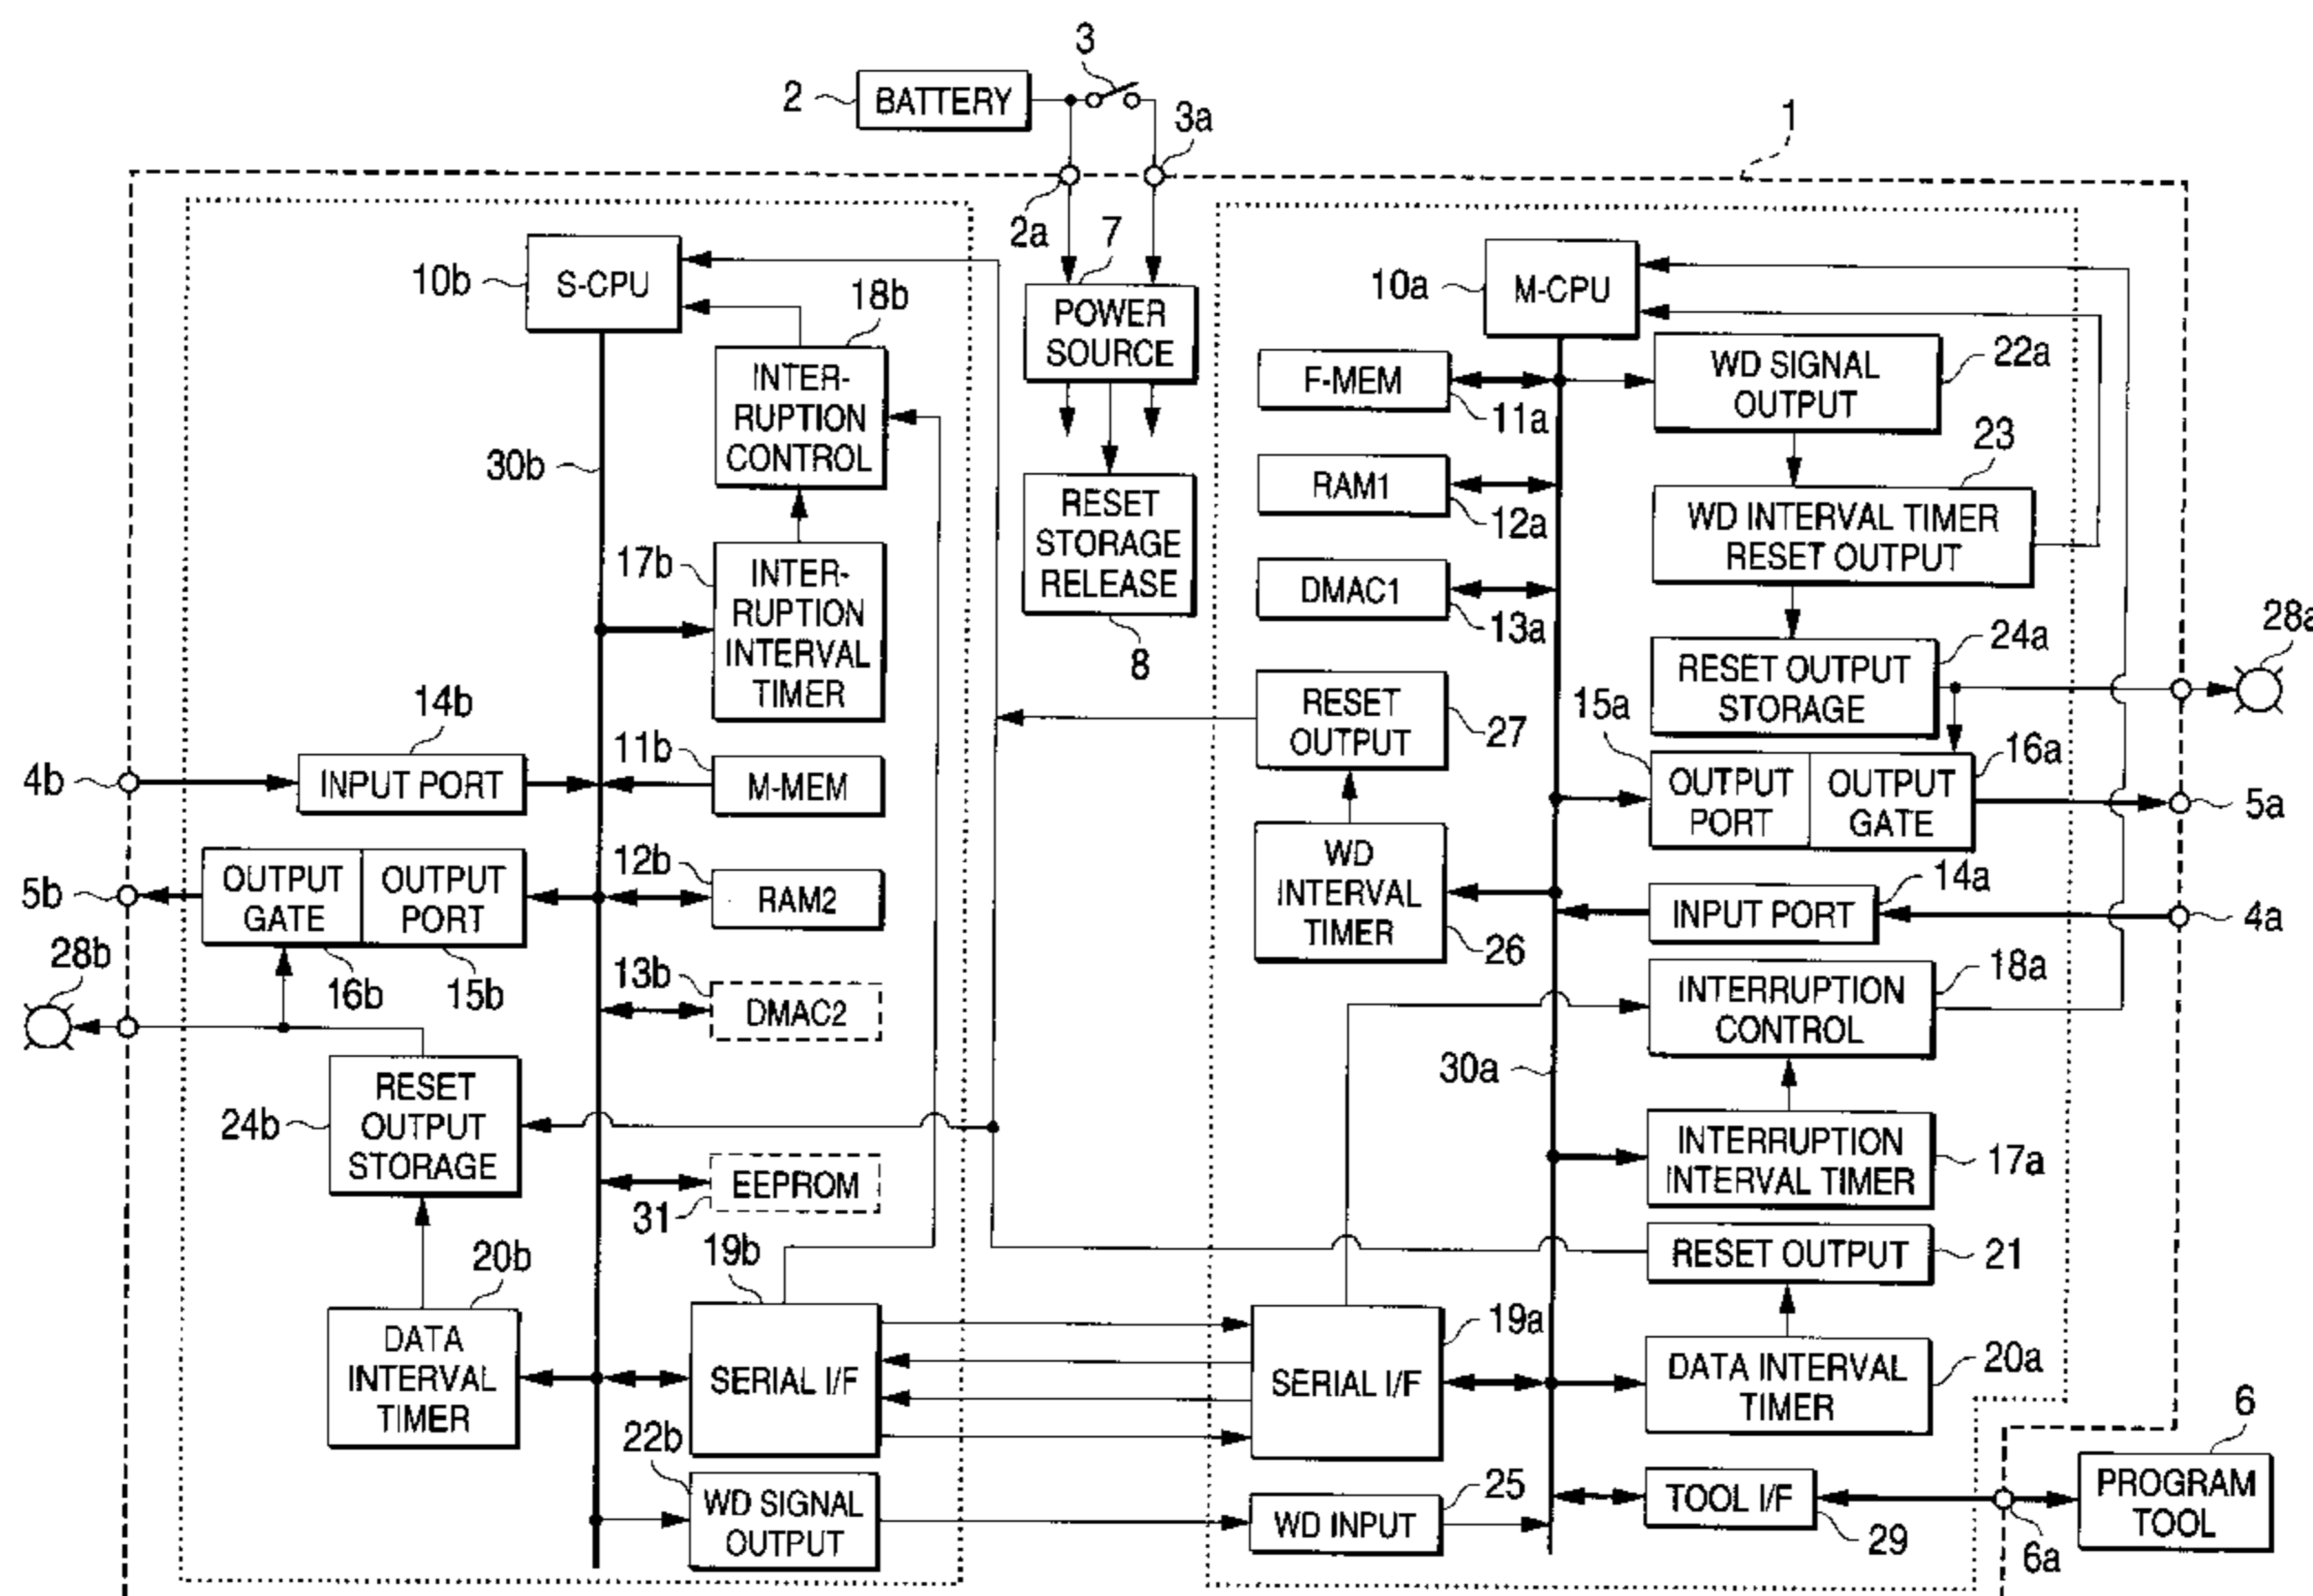 3
2
BATTERY
3a
1
2a
7
10b
S-CPU
18b
POWER
SOURCE
10a
M-CPU
INTER-
RUPTION
CONTROL
30b
F-MEM
11a
WD SIGNAL
OUTPUT
22a
RESET
STORAGE
RELEASE
8
RAM1
12a
23
WD INTERVAL TIMER
RESET OUTPUT
17b
INTER-
RUPTION
INTERVAL
TIMER
DMAC1
13a
24a
RESET OUTPUT
STORAGE
28a
14b
4b
INPUT PORT
11b
M-MEM
RESET
OUTPUT
27
15a
16a
OUTPUT
PORT
OUTPUT
GATE
5a
5b
OUTPUT
GATE
OUTPUT
PORT
16b
15b
12b
RAM2
WD
INTERVAL
TIMER
26
14a
INPUT PORT
4a
28b
13b
DMAC2
18a
INTERRUPTION
CONTROL
30a
24b
RESET
OUTPUT
STORAGE
EEPROM
31
INTERRUPTION
INTERVAL TIMER
17a
RESET OUTPUT
21
20b
DATA
INTERVAL
TIMER
19b
SERIAL I/F
19a
SERIAL I/F
DATA INTERVAL
TIMER
20a
22b
WD SIGNAL
OUTPUT
25
WD INPUT
TOOL I/F
29
6
PROGRAM
TOOL
6a